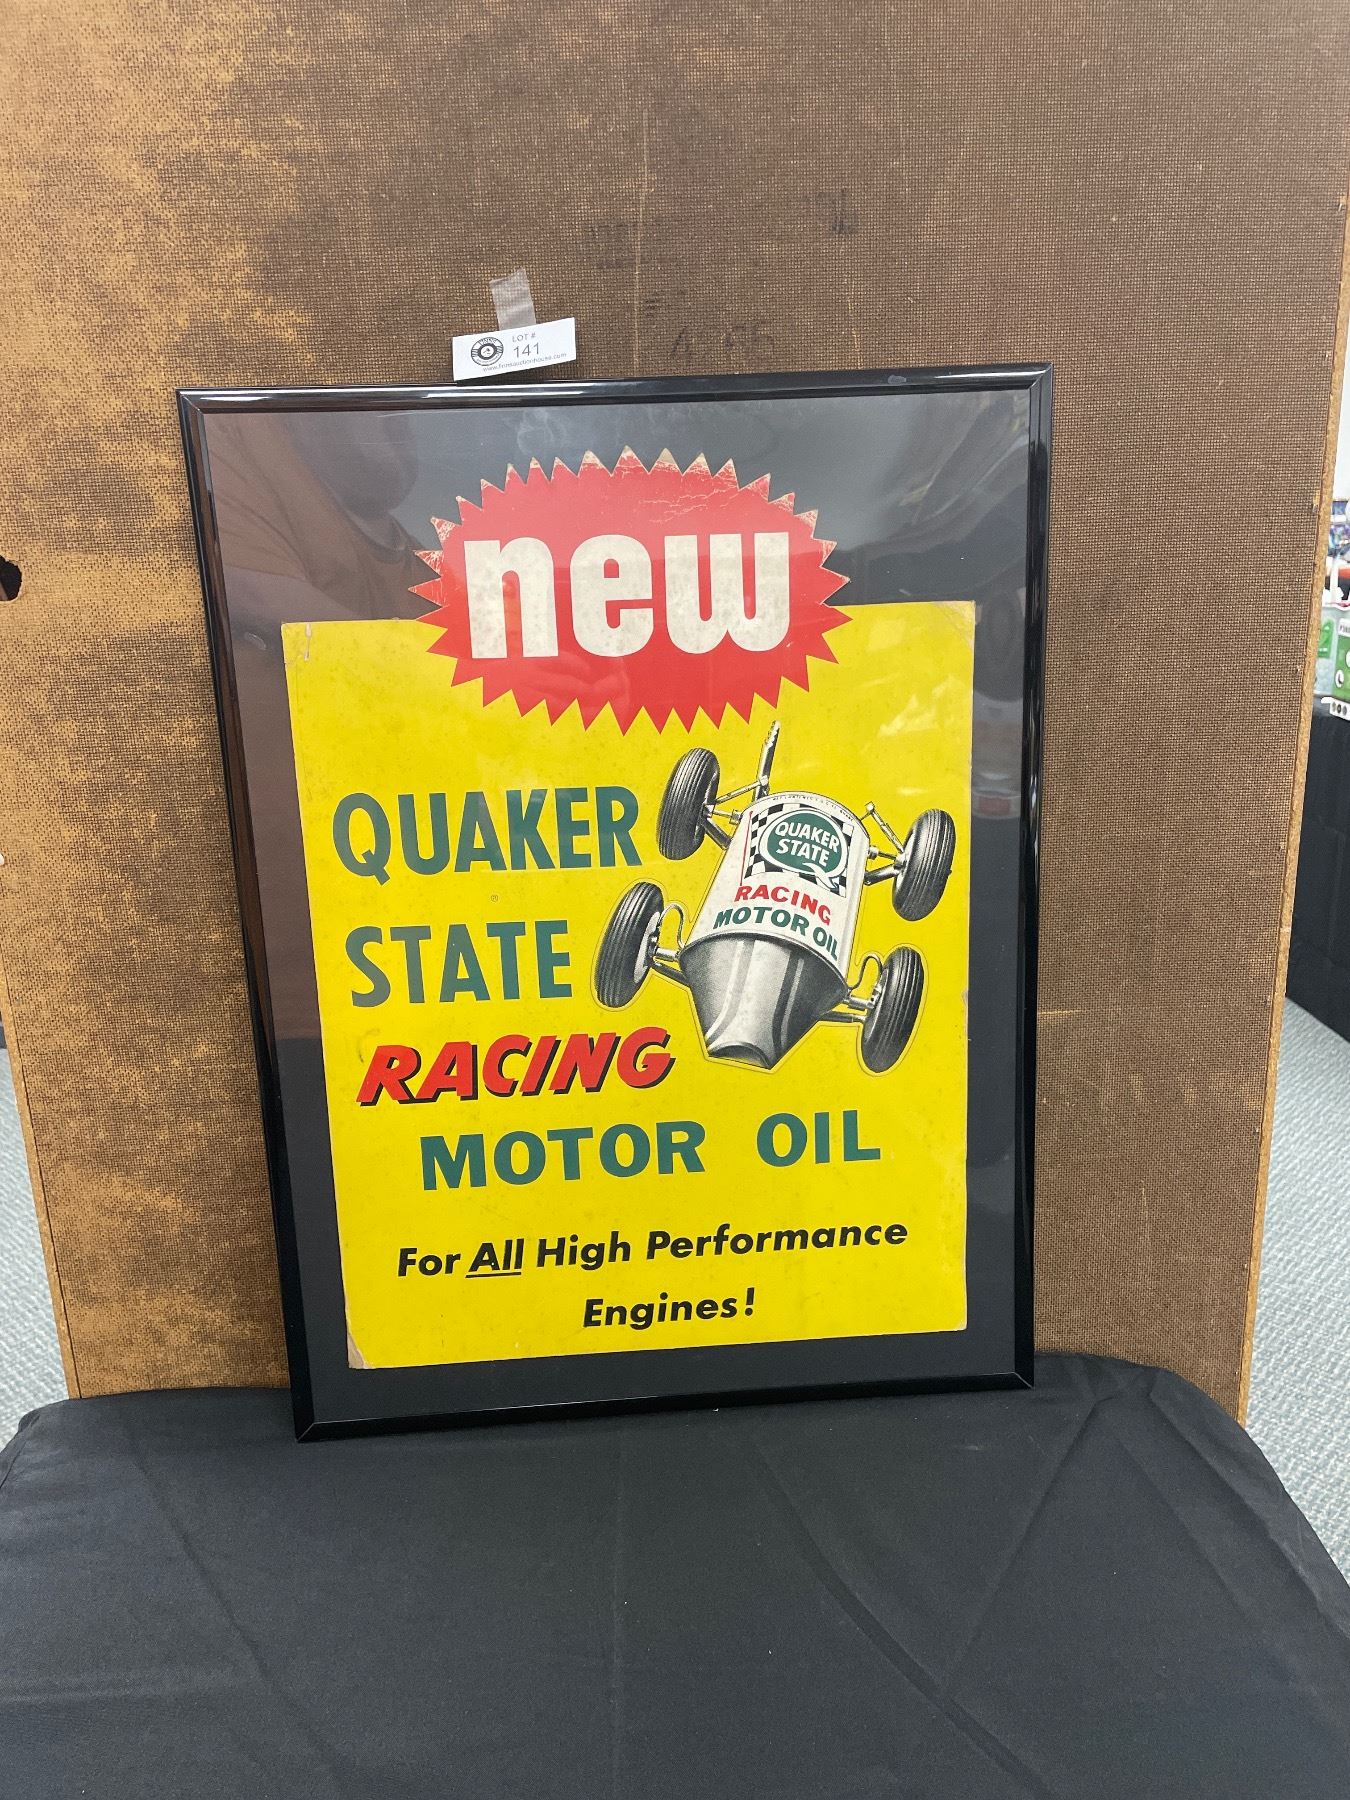 LOT #
141
new
QUAKER
STATE
®
RACING
MOTOR OIL
For All High Performance
Engines!
QUAKER
STATE
RACING
MOTOR OIL